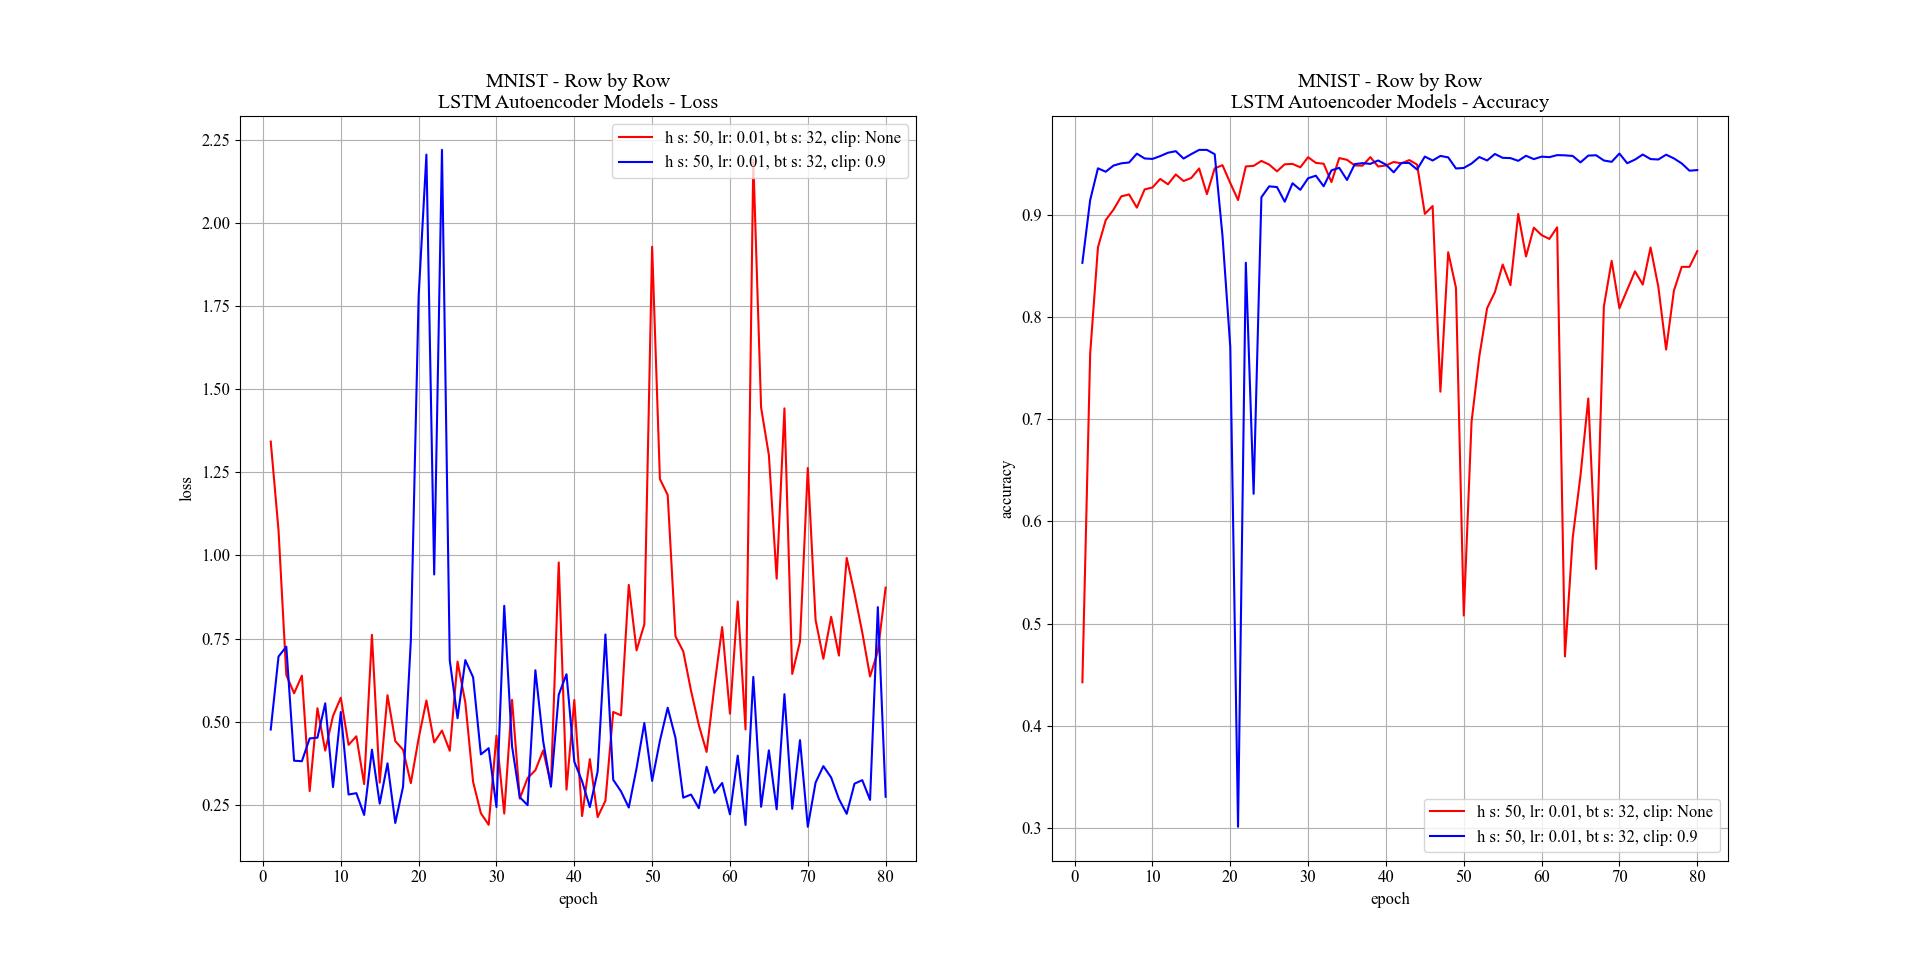 MNIST - Row by Row
LSTM Autoencoder Models - Loss
h s: 50, lr: 0.01, bt s: 32, clip: None
h s: 50, lr: 0.01, bt s: 32, clip: 0.9
2.25
2.00
1.75
1.50
1.25
1.00
0.75
0.50
0.25
loss
0 10 20 30 40 50 60 70 80
epoch
MNIST - Row by Row
LSTM Autoencoder Models - Accuracy
0.9
0.8
0.7
0.6
0.5
0.4
0.3
accuracy
h s: 50, lr: 0.01, bt s: 32, clip: None
h s: 50, lr: 0.01, bt s: 32, clip: 0.9
0 10 20 30 40 50 60 70 80
epoch